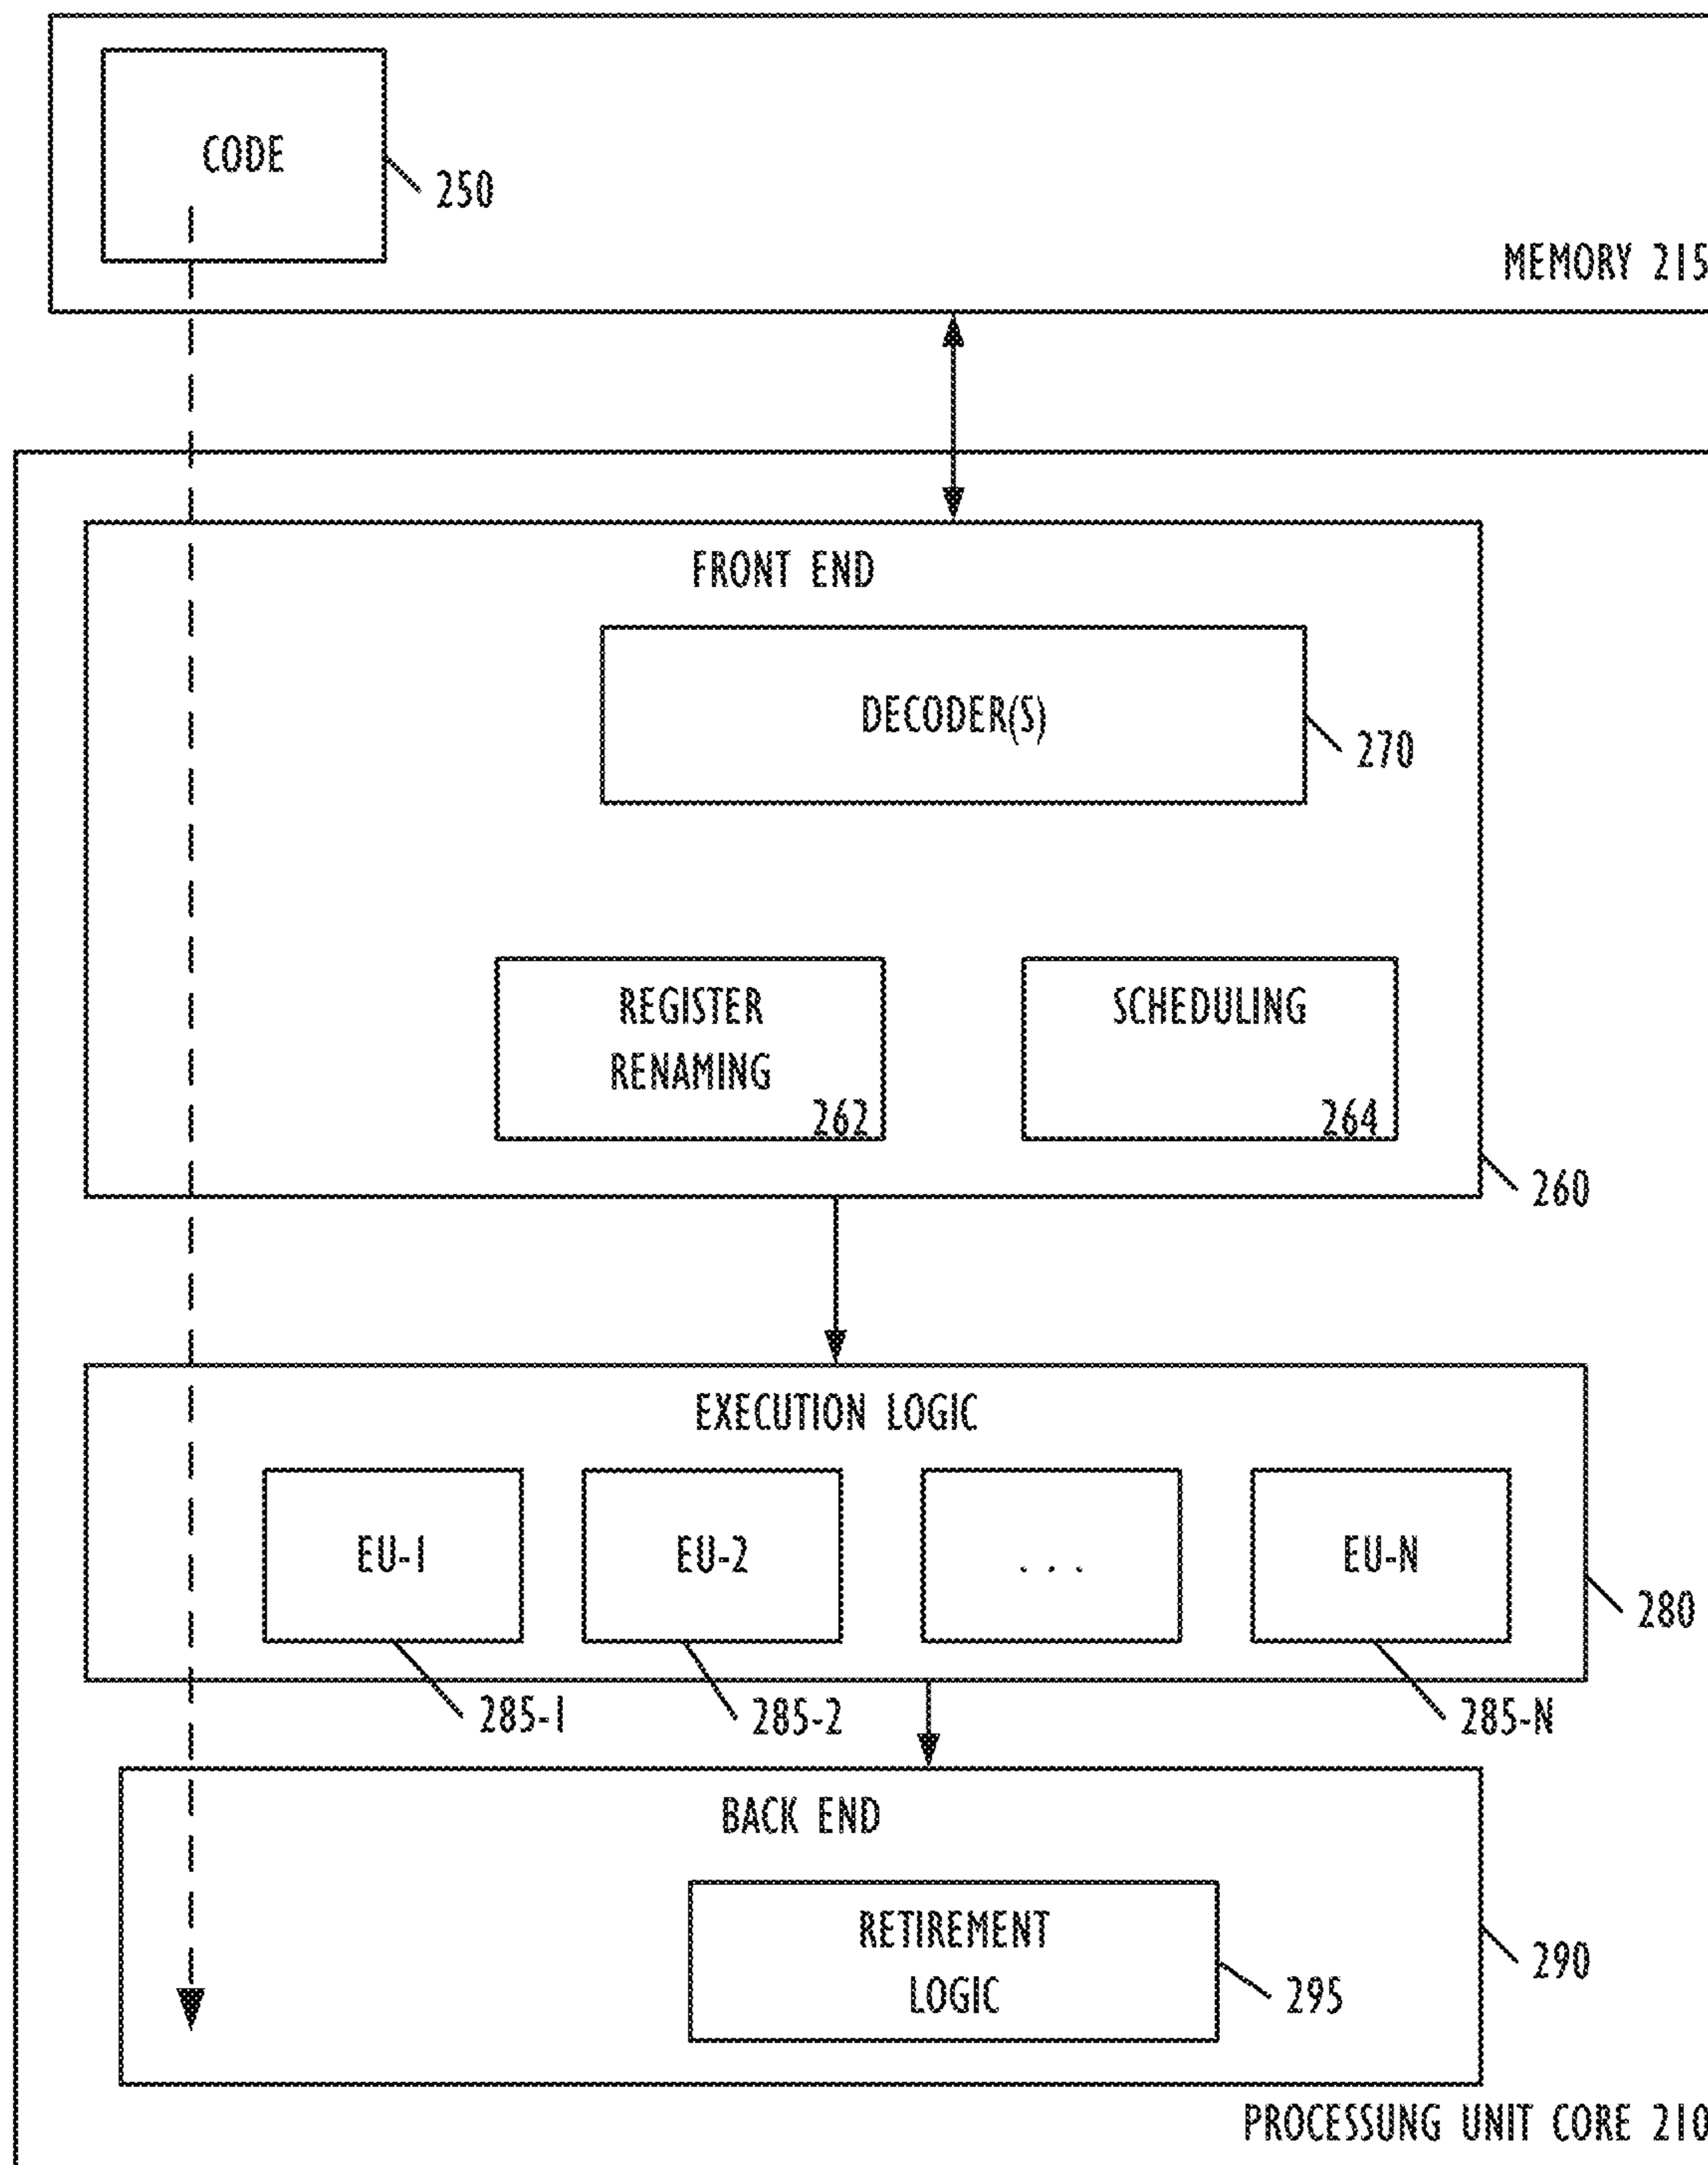 CODE
250
MEMORY 215
FRONT END
DECODER(S)
270
REGISTER
RENAMING
262
SCHEDULING
264
260
EXECUTION LOGIC
EU-1
EU-2
. . .
EU-N
280
285-1
285-2
285-N
BACK END
RETIREMENT
LOGIC
295
290
PROCESSUNG UNIT CORE 210